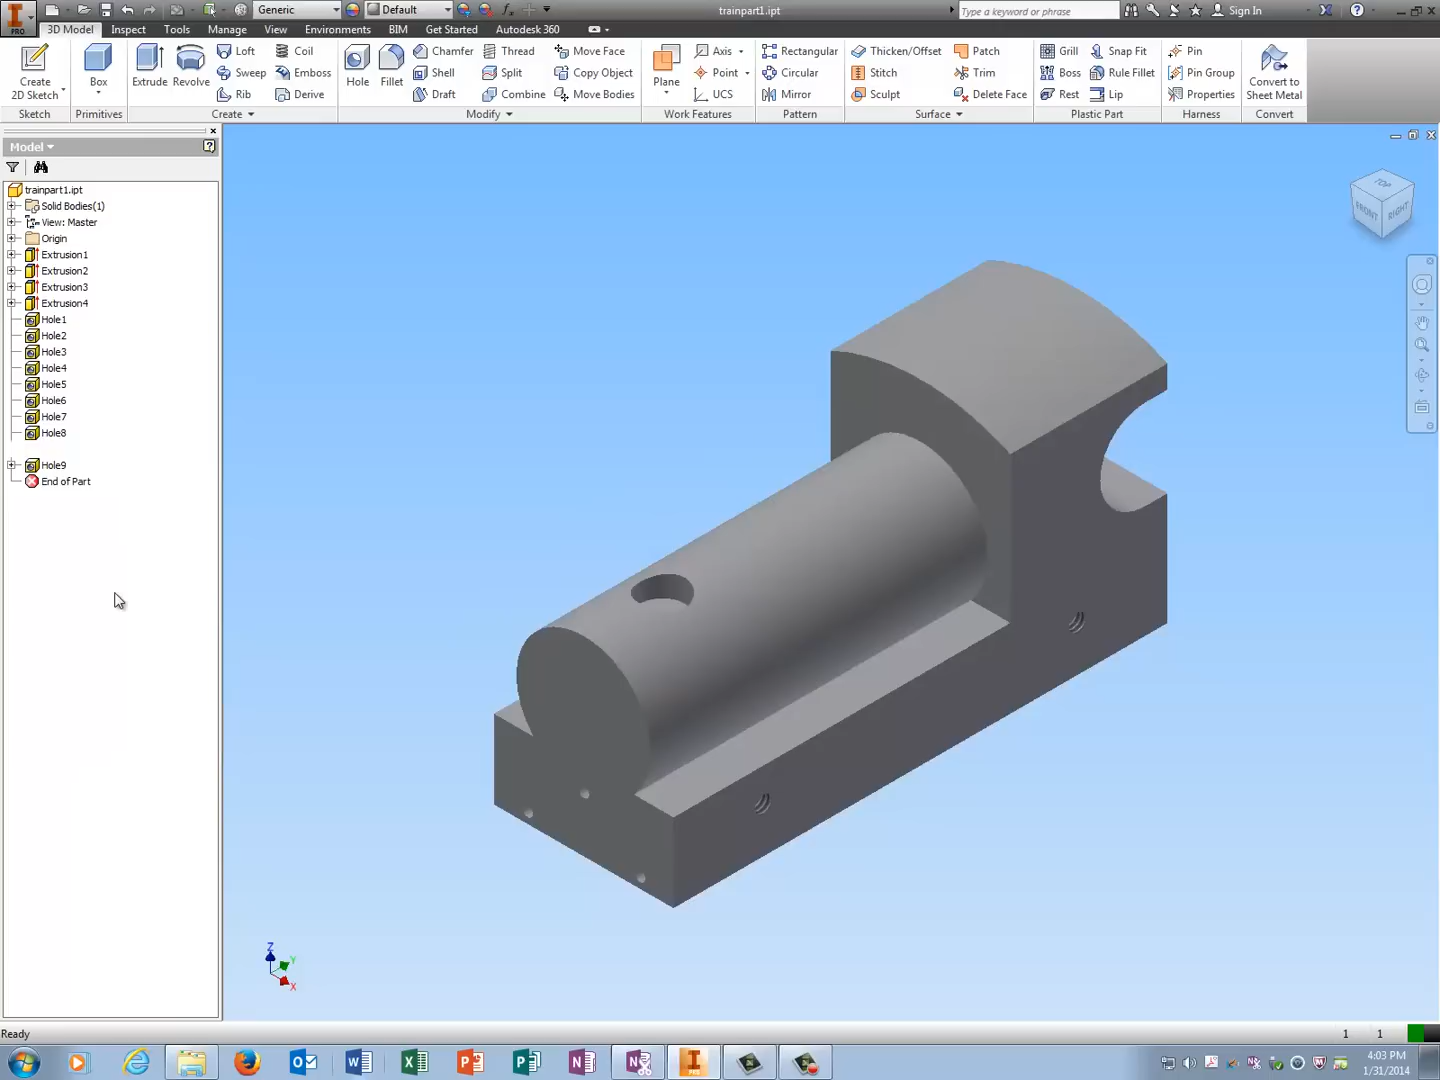 Generic
Default
trainpart1.ipt
Type a keyword or phrase
Sign In
PRO
3D Model
Inspect
Tools
Manage
View
Environments
BIM
Get Started
Autodesk 360
Create
2D Sketch
Box
Extrude
Revolve
Loft
Sweep
Rib
Coil
Emboss
Derive
Hole
Fillet
Chamfer
Shell
Draft
Thread
Split
Combine
Move Face
Copy Object
Move Bodies
Plane
Axis
Point
UCS
Rectangular
Circular
Mirror
Thicken/Offset
Stitch
Sculpt
Patch
Trim
Delete Face
Grill
Boss
Rest
Snap Fit
Rule Fillet
Lip
Pin
Pin Group
Properties
Convert to
Sheet Metal
Sketch
Primitives
Create
Modify
Work Features
Pattern
Surface
Plastic Part
Harness
Convert
Model
trainpart1.ipt
Solid Bodies(1)
View: Master
Origin
Extrusion1
Extrusion2
Extrusion3
Extrusion4
Hole1
Hole2
Hole3
Hole4
Hole5
Hole6
Hole7
Hole8
Hole9
End of Part
TOP
FRONT
RIGHT
Z
Y
X
Ready
1 1
4:03 PM
1/31/2014